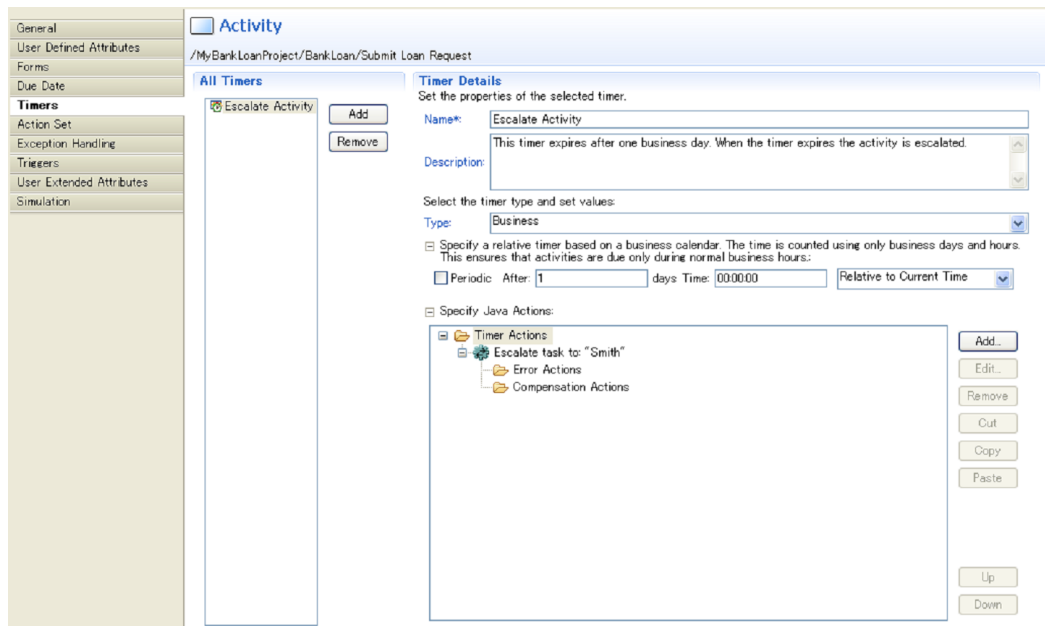 General
User Defined Attributes
Forms
Due Date
Timers
Action Set
Exception Handling
Triggers
User Extended Attributes
Simulation
Activity
/MyBankLoanProject/BankLoan/Submit Loan Request
All Timers
Escalate Activity
Add
Remove
Timer Details
Set the properties of the selected timer.
Name*: Escalate Activity
Description: This timer expires after one business day. When the timer expires the activity is escalated.
Select the timer type and set values:
Type: Business
Specify a relative timer based on a business calendar. The time is counted using only business days and hours.
This ensures that activities are due only during normal business hours.:
Periodic After: 1 days Time: 00:00:00 Relative to Current Time
Specify Java Actions:
Timer Actions
Escalate task to: "Smith"
Error Actions
Compensation Actions
Add...
Edit...
Remove
Cut
Copy
Paste
Up
Down